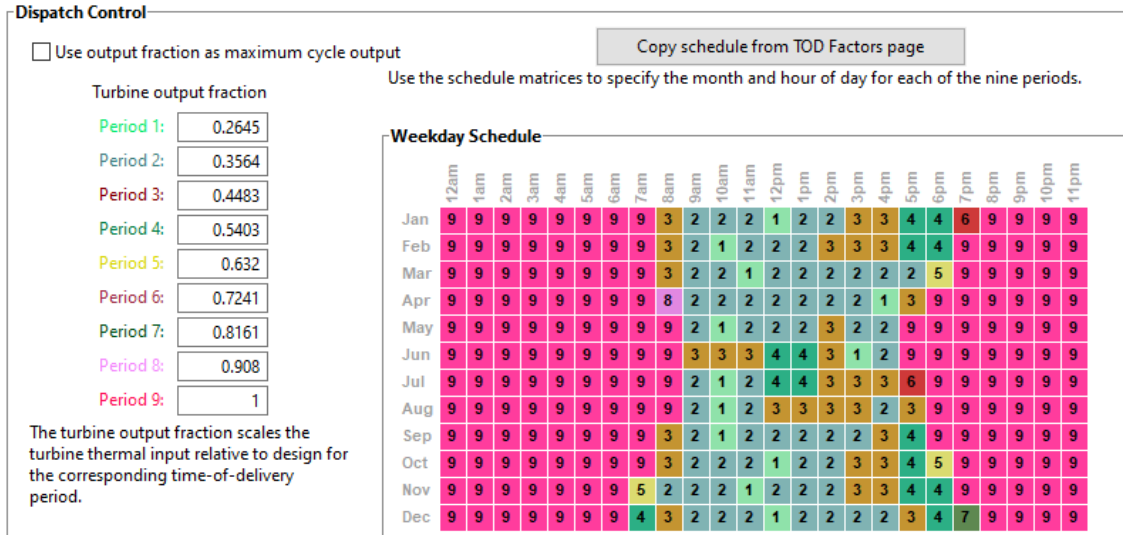 Dispatch Control
Use output fraction as maximum cycle output
Copy schedule from TOD Factors page
Use the schedule matrices to specify the month and hour of day for each of the nine periods.
Turbine output fraction
Period 1: 0.2645
Period 2: 0.3564
Period 3: 0.4483
Period 4: 0.5403
Period 5: 0.632
Period 6: 0.7241
Period 7: 0.8161
Period 8: 0.908
Period 9: 1
The turbine output fraction scales the
turbine thermal input relative to design for
the corresponding time-of-delivery
period.
Weekday Schedule
12am 1am 2am 3am 4am 5am 6am 7am 8am 9am 10am 11am 12pm 1pm 2pm 3pm 4pm 5pm 6pm 7pm 8pm 9pm 10pm 11pm
Jan 9 9 9 9 9 9 9 9 3 2 2 2 1 2 2 3 3 4 4 6 9 9 9 9
Feb 9 9 9 9 9 9 9 9 3 2 1 2 2 2 3 3 3 4 4 9 9 9 9 9
Mar 9 9 9 9 9 9 9 9 3 2 2 1 2 2 2 2 2 2 5 9 9 9 9 9
Apr 9 9 9 9 9 9 9 9 8 2 2 2 2 2 2 2 1 3 9 9 9 9 9 9
May 9 9 9 9 9 9 9 9 9 2 1 2 2 2 3 2 2 9 9 9 9 9 9 9
Jun 9 9 9 9 9 9 9 9 9 3 3 3 4 4 3 1 2 9 9 9 9 9 9 9
Jul 9 9 9 9 9 9 9 9 9 2 1 2 4 4 3 3 3 6 9 9 9 9 9 9
Aug 9 9 9 9 9 9 9 9 9 2 1 2 3 3 3 3 2 3 9 9 9 9 9 9
Sep 9 9 9 9 9 9 9 9 3 2 1 2 2 2 2 2 3 4 9 9 9 9 9 9
Oct 9 9 9 9 9 9 9 9 3 2 2 2 1 2 2 3 3 4 5 9 9 9 9 9
Nov 9 9 9 9 9 9 9 5 2 2 2 1 2 2 2 3 3 4 4 9 9 9 9 9
Dec 9 9 9 9 9 9 9 4 3 2 2 2 1 2 2 2 2 3 4 7 9 9 9 9